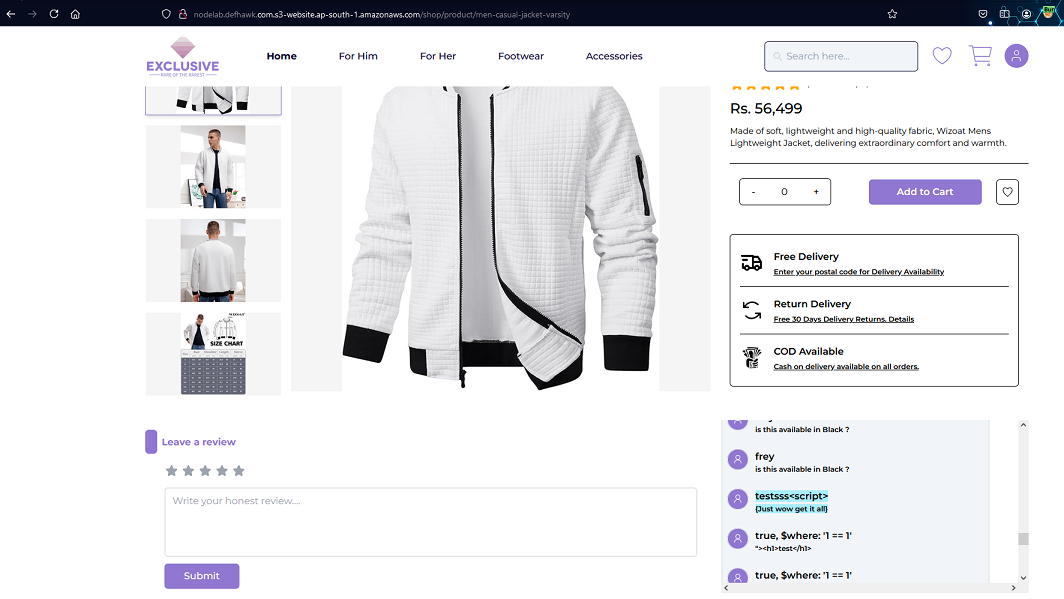 nodelab.defhawk.com.s3-website.ap-south-1.amazonaws.com/shop/product/men-casual-jacket-varsity
EXCLUSIVE
RARE OF THE RAREST
Home
For Him
For Her
Footwear
Accessories
Search here...
Rs. 56,499
Made of soft, lightweight and high-quality fabric, Wizoat Mens
Lightweight Jacket, delivering extraordinary comfort and warmth.
- 0 +
Add to Cart
Free Delivery
Enter your postal code for Delivery Availability
Return Delivery
Free 30 Days Delivery Returns. Details
COD Available
Cash on delivery available on all orders.
SIZE CHART
Leave a review
Write your honest review....
Submit
is this available in Black ?
frey
is this available in Black ?
testsss<script>
{Just wow get it all}
true, $where: '1 == 1'
"><h1>test</h1>
true, $where: '1 == 1'